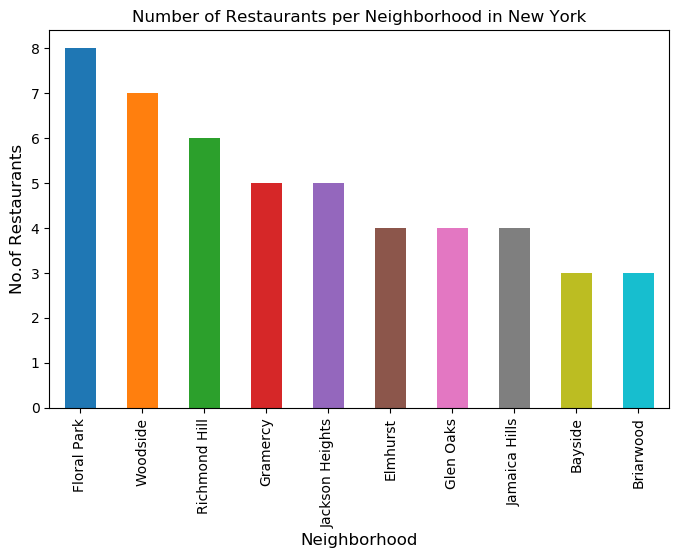 Number of Restaurants per Neighborhood in New York
No.of Restaurants
8
7
6
5
4
3
2
1
0
Floral Park
Woodside
Richmond Hill
Gramercy
Jackson Heights
Elmhurst
Glen Oaks
Jamaica Hills
Bayside
Briarwood
Neighborhood